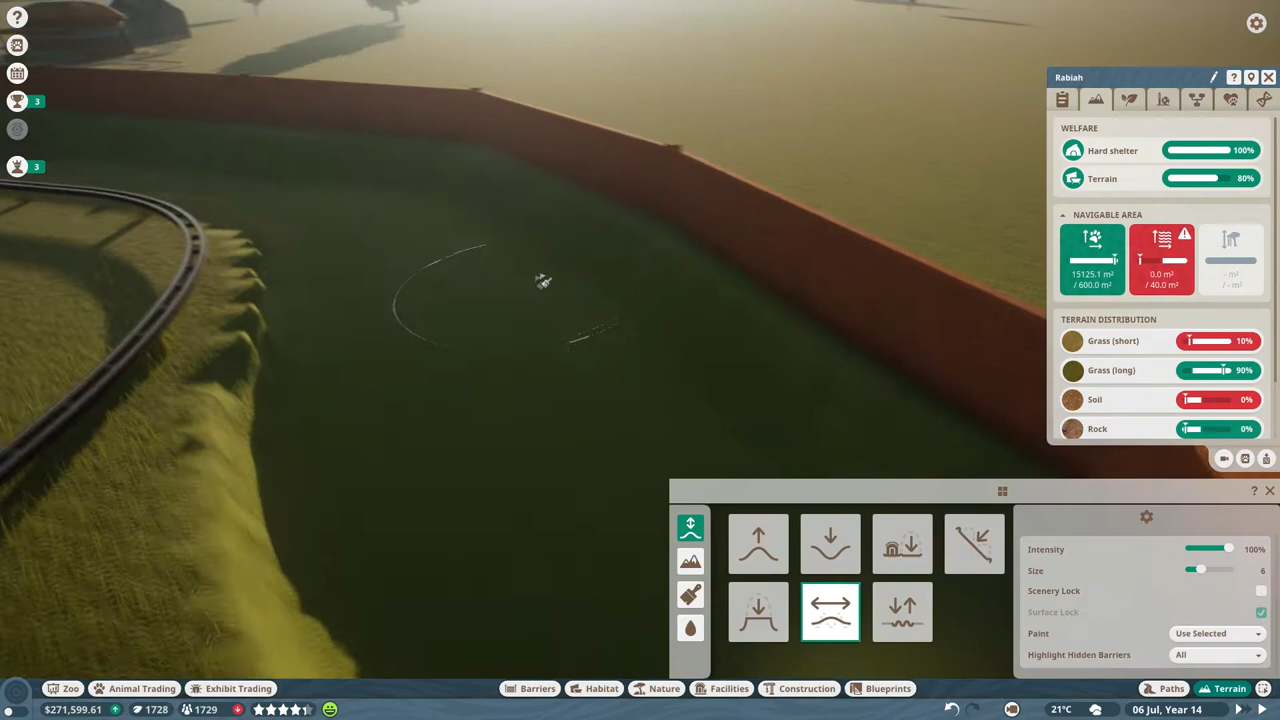 ?
3
3
Rabiah
?
WELFARE
Hard shelter 100%
Terrain 80%
NAVIGABLE AREA
15125.1 m² / 600.0 m²
0.0 m² / 40.0 m²
- m² / - m²
TERRAIN DISTRIBUTION
Grass (short) 10%
Grass (long) 90%
Soil 0%
Rock 0%
?
Intensity 100%
Size 6
Scenery Lock
Surface Lock
Paint Use Selected
Highlight Hidden Barriers All
Zoo Animal Trading Exhibit Trading Barriers Habitat Nature Facilities Construction Blueprints Paths Terrain
$271,599.61 1728 1729 21°C 06 Jul, Year 14